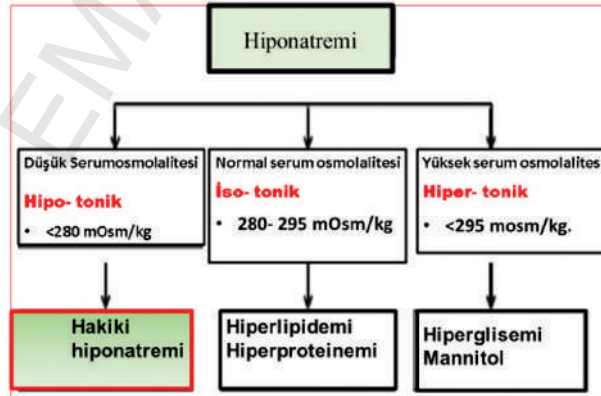 Hiponatremi
Düşük Serumosmolalitesi
Hipo- tonik
• <280 mOsm/kg
Normal serum osmolalitesi
İso- tonik
• 280- 295 mOsm/kg
Yüksek serum osmolalites
Hiper- tonik
• <295 mosm/kg.
Hakiki
hiponatremi
Hiperlipidemi
Hiperproteinemi
Hiperglisemi
Mannitol